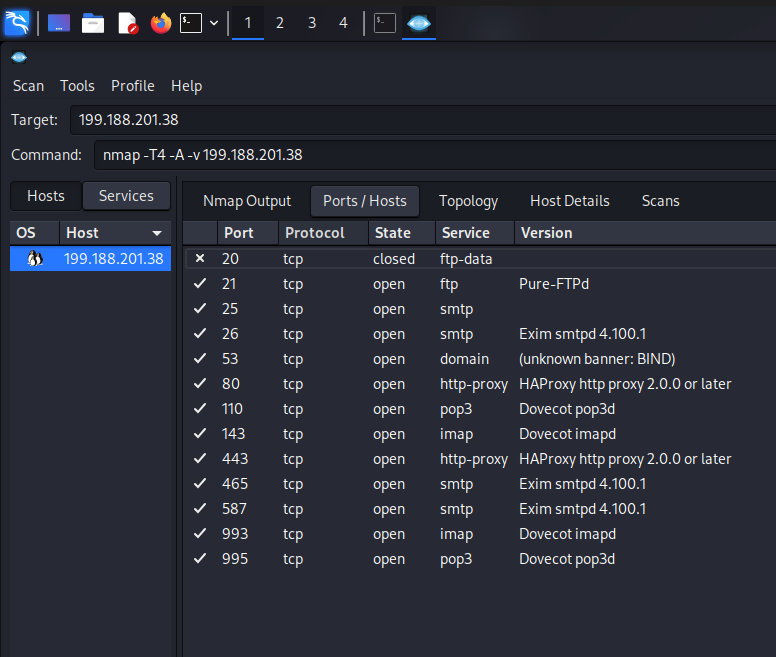 1 2 3 4
Scan Tools Profile Help
Target: 199.188.201.38
Command: nmap -T4 -A -v 199.188.201.38
Hosts Services Nmap Output Ports / Hosts Topology Host Details Scans
OS Host Port Protocol State Service Version
199.188.201.38 20 tcp closed ftp-data
21 tcp open ftp Pure-FTPd
25 tcp open smtp
26 tcp open smtp Exim smtpd 4.100.1
53 tcp open domain (unknown banner: BIND)
80 tcp open http-proxy HAProxy http proxy 2.0.0 or later
110 tcp open pop3 Dovecot pop3d
143 tcp open imap Dovecot imapd
443 tcp open http-proxy HAProxy http proxy 2.0.0 or later
465 tcp open smtp Exim smtpd 4.100.1
587 tcp open smtp Exim smtpd 4.100.1
993 tcp open imap Dovecot imapd
995 tcp open pop3 Dovecot pop3d